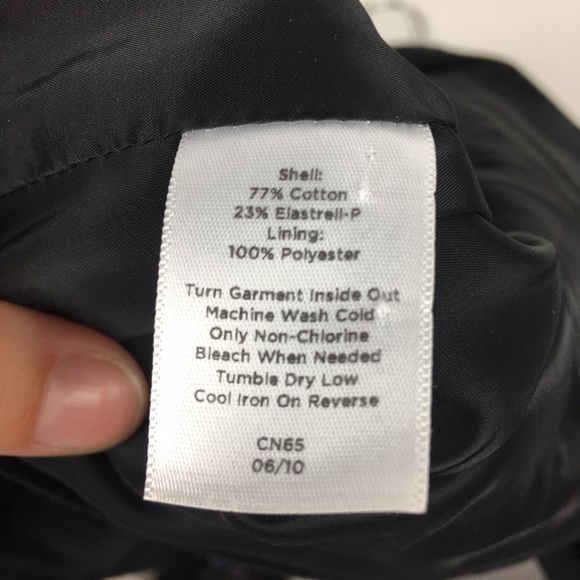 Shell:
77% Cotton
23% Elastrell-P
Lining:
100% Polyester
Turn Garment Inside Out
Machine Wash Cold
Only Non-Chlorine
Bleach When Needed
Tumble Dry Low
Cool Iron On Reverse
CN65
06/10